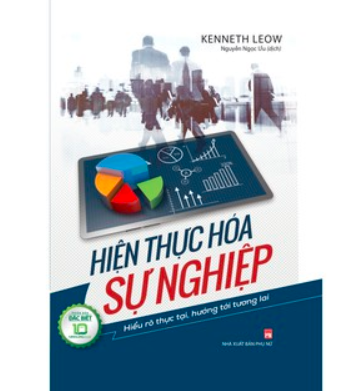 KENNETH LEOW
Nguyễn Ngọc Ưu (dịch)
HIỆN THỰC HÓA
SỰ NGHIỆP
Hiểu rõ thực tại, hướng tới tương lai
ĐẶC BIỆT
10
NHÀ XUẤT BẢN PHỤ NỮ